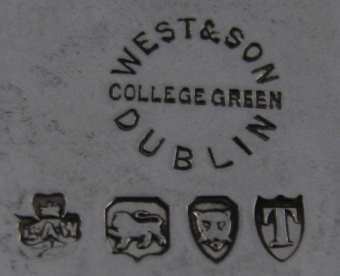 WEST & SON
COLLEGE GREEN
DUBLIN
T